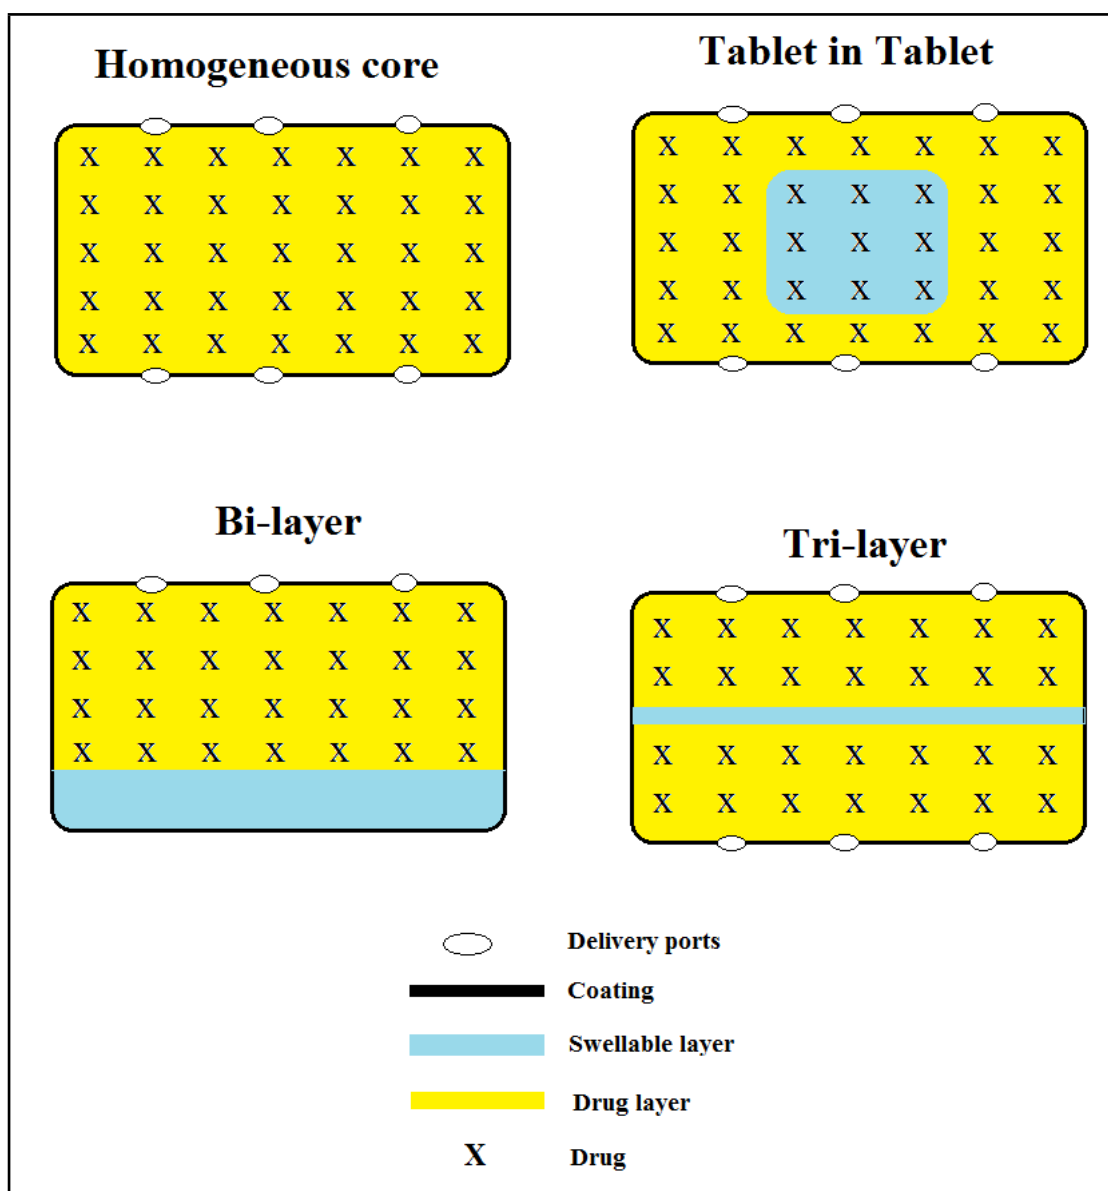 Homogeneous core
X X X X X X X
X X X X X X X
X X X X X X X
X X X X X X X
X X X X X X X
Tablet in Tablet
X X X X X X X
X X X X X X X
X X X X X X X
X X X X X X X
X X X X X X X
Bi-layer
X X X X X X X
X X X X X X X
X X X X X X X
X X X X X X X
Tri-layer
X X X X X X X
X X X X X X X
X X X X X X X
X X X X X X X
Delivery ports
Coating
Swellable layer
Drug layer
X Drug